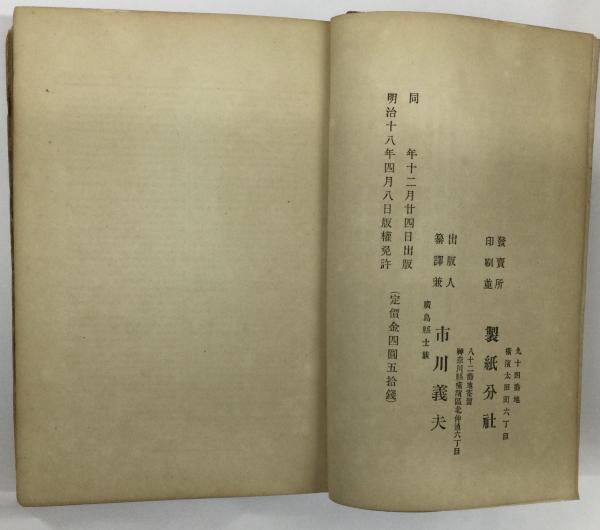 明治十八年四月八日版權免許
同　年十二月廿四日出版
(定價金四圓五拾錢)
纂譯兼
出版人
廣島縣士族
市川義夫
神奈川縣橫濱區北仲通六丁目
八十二番地寄留
印刷並
發賣所
製紙分社
橫濱太田町六丁目
九十四番地